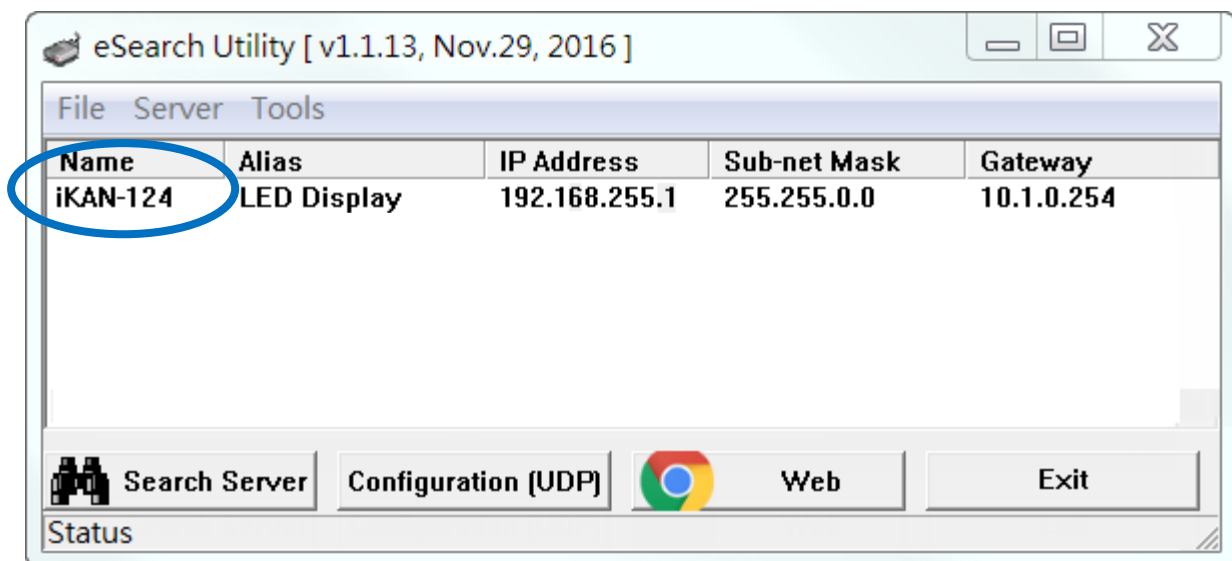 eSearch Utility [ v1.1.13, Nov.29, 2016 ]
File Server Tools
Name Alias IP Address Sub-net Mask Gateway
iKAN-124 LED Display 192.168.255.1 255.255.0.0 10.1.0.254
Search Server Configuration (UDP) Web Exit
Status